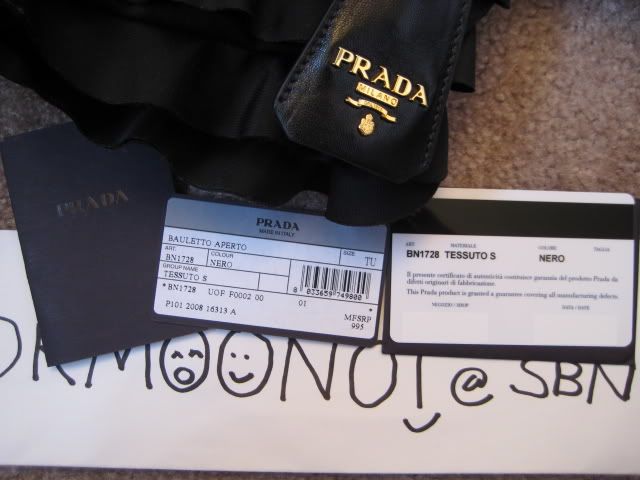 PRADA
MILANO
PRADA
PRADA
MADE IN ITALY
BAULETTO APERTO
SIZE
TU
ART.
BN1728
COLOUR
NERO
GROUP NAME
TESSUTO S
*BN1728 UOF F0002 00 01 *
8 033659 749800
P101 2008 16313 A
MFSRP
995
ART. MATERIALE COLORE TAGLIA
BN1728 TESSUTO S NERO
Il presente certificato di autenticità costituisce garanzia del prodotto Prada da
difetti originari di fabbricazione.
This Prada product is granted a guarantee covering all manufacturing defects.
NEGOZIO / SHOP DATA / DATE
@ SBN